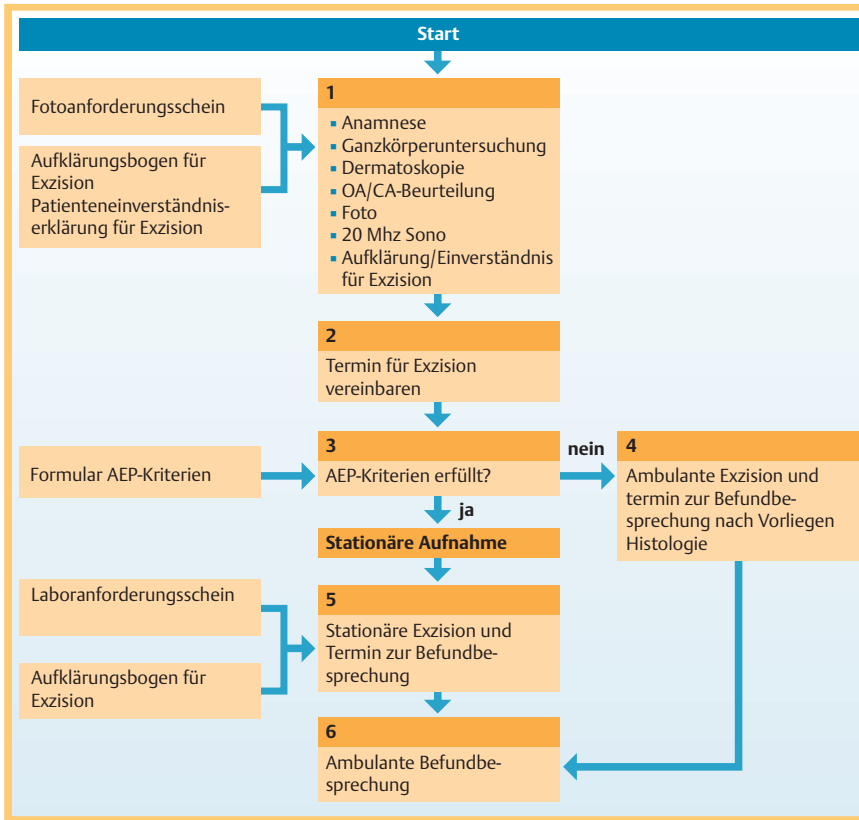 Start
Fotoanforderungsschein
Aufklärungsbogen für
Exzision
Patienteneinverständnis-
erklärung für Exzision
1
▪ Anamnese
▪ Ganzkörperuntersuchung
▪ Dermatoskopie
▪ OA/CA-Beurteilung
▪ Foto
▪ 20 Mhz Sono
▪ Aufklärung/Einverständnis
für Exzision
2
Termin für Exzision
vereinbaren
Formular AEP-Kriterien
3
AEP-Kriterien erfüllt?
nein
4
Ambulante Exzision und
termin zur Befundbe-
sprechung nach Vorliegen
Histologie
ja
Stationäre Aufnahme
Laboranforderungsschein
Aufklärungsbogen für
Exzision
5
Stationäre Exzision und
Termin zur Befundbe-
sprechung
6
Ambulante Befundbe-
sprechung